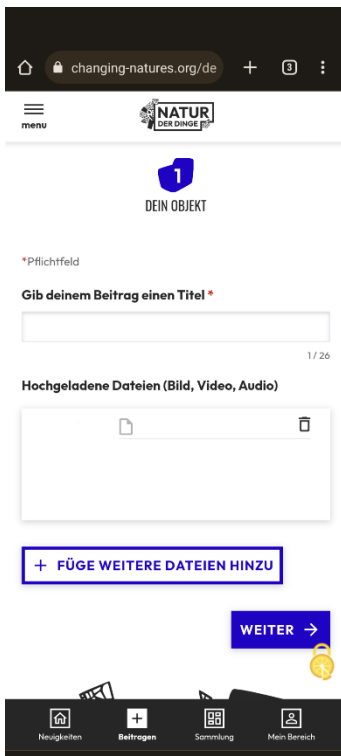 changing-natures.org/de
3
menu
NATUR
DER DINGE
1
DEIN OBJEKT
*Pflichtfeld
Gib deinem Beitrag einen Titel *
1 / 26
Hochgeladene Dateien (Bild, Video, Audio)
+ FÜGE WEITERE DATEIEN HINZU
WEITER →
Neuigkeiten Beitragen Sammlung Mein Bereich